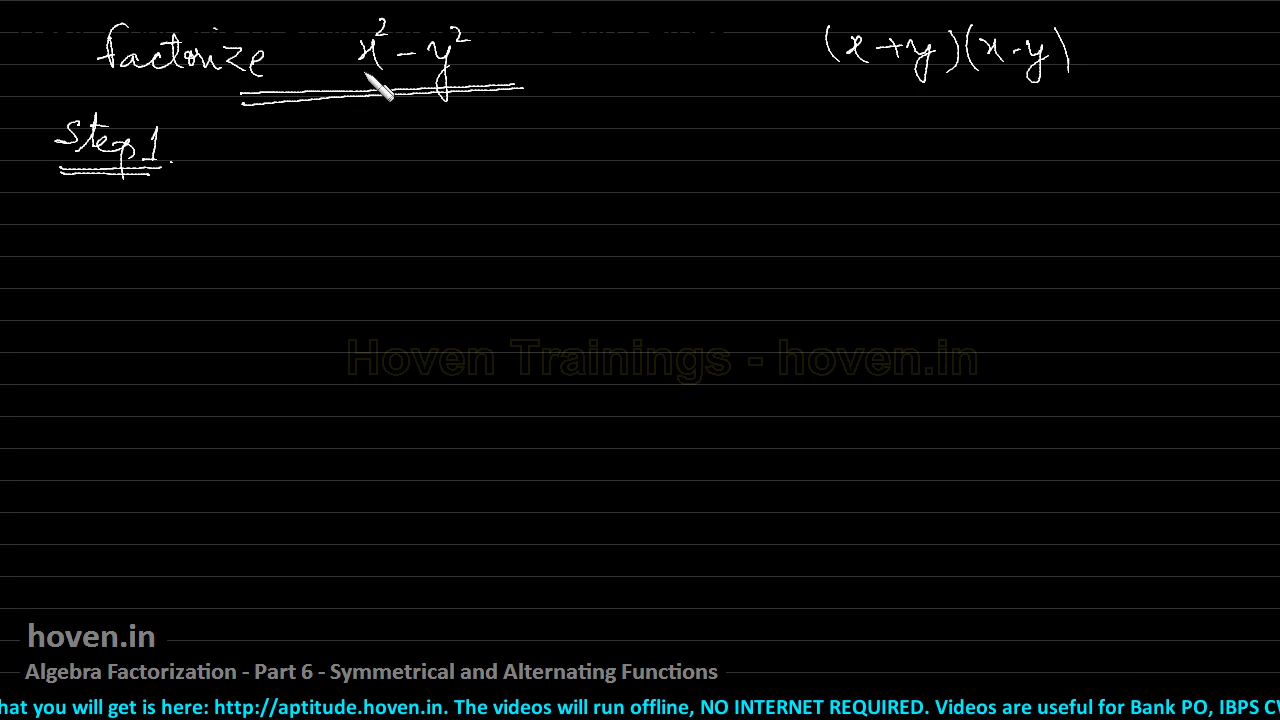 factorize x² - y² (x + y)(x - y)
Step 1.
Hoven Trainings - hoven.in
hoven.in
Algebra Factorization - Part 6 - Symmetrical and Alternating Functions
hat you will get is here: http://aptitude.hoven.in. The videos will run offline, NO INTERNET REQUIRED. Videos are useful for Bank PO, IBPS CW